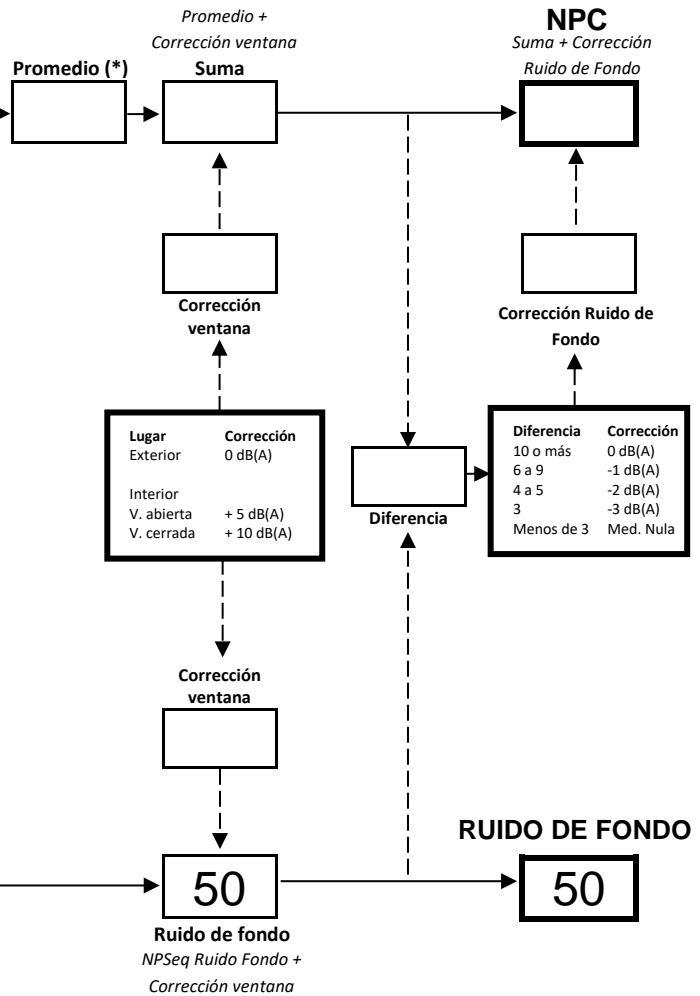 Promedio +
Corrección ventana
NPC
Suma + Corrección
Ruido de Fondo
Promedio (*)
Suma
Corrección
ventana
Corrección Ruido de
Fondo
Lugar Corrección
Exterior 0 dB(A)
Interior
V. abierta + 5 dB(A)
V. cerrada + 10 dB(A)
Diferencia
Diferencia Corrección
10 o más 0 dB(A)
6 a 9 -1 dB(A)
4 a 5 -2 dB(A)
3 -3 dB(A)
Menos de 3 Med. Nula
Corrección
ventana
RUIDO DE FONDO
50
50
Ruido de fondo
NPSeq Ruido Fondo +
Corrección ventana